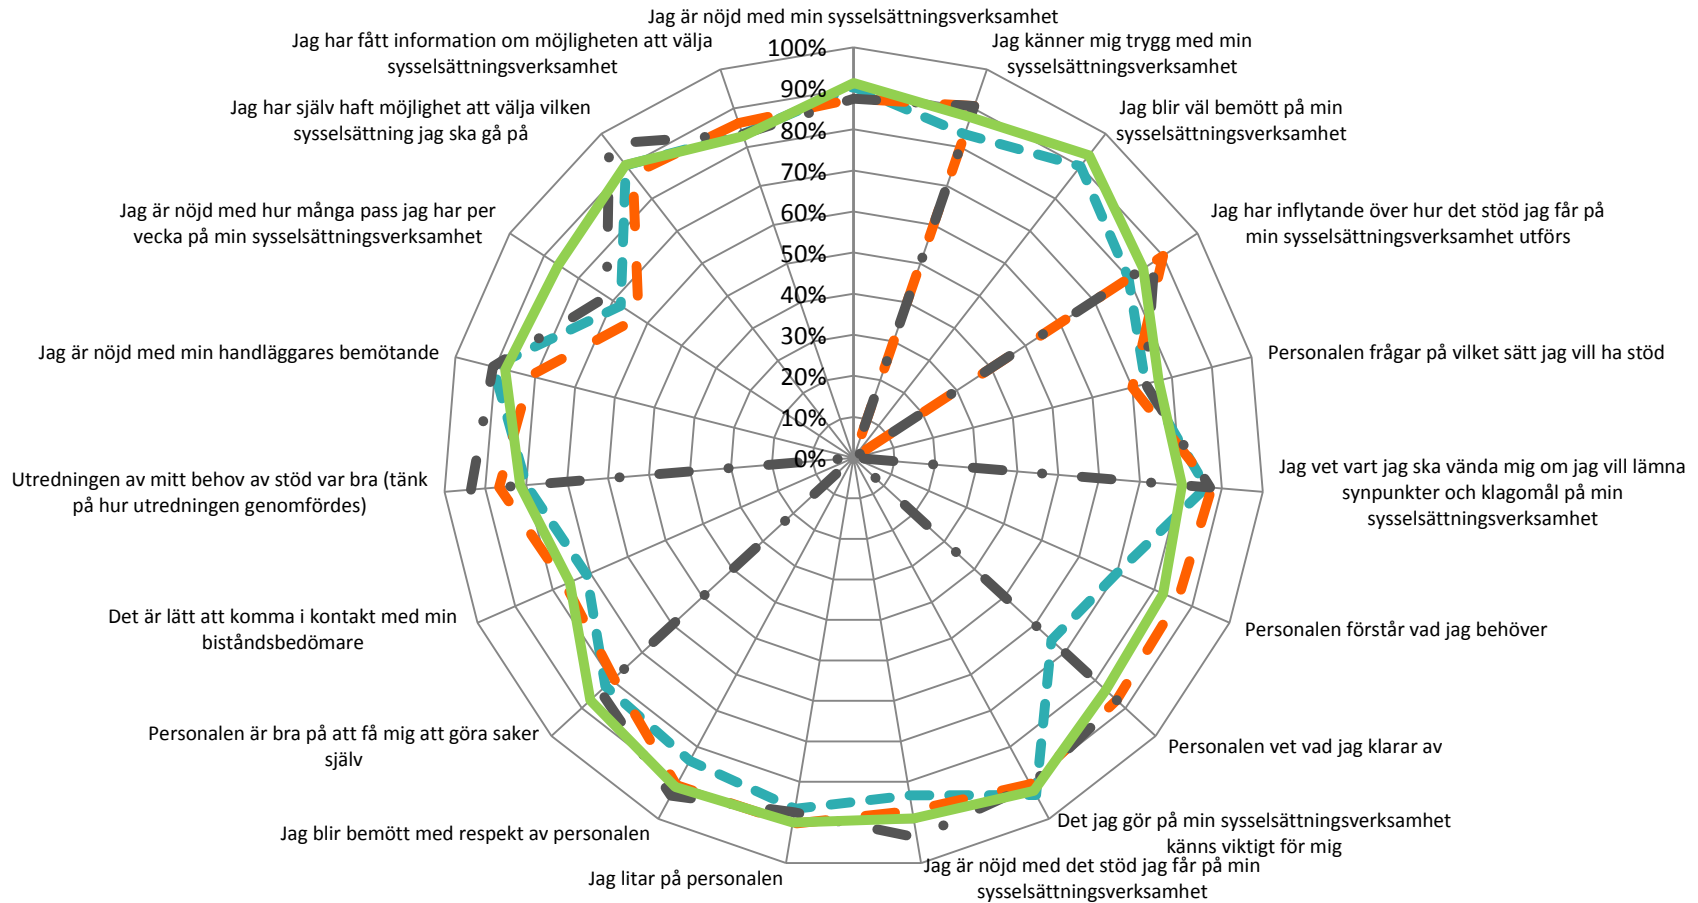 Jag är nöjd med min sysselsättningsverksamhet
Jag känner mig trygg med min
sysselsättningsverksamhet
Jag blir väl bemött på min
sysselsättningsverksamhet
Jag har inflytande över hur det stöd jag får på
min sysselsättningsverksamhet utförs
Personalen frågar på vilket sätt jag vill ha stöd
Jag vet vart jag ska vända mig om jag vill lämna
synpunkter och klagomål på min
sysselsättningsverksamhet
Personalen förstår vad jag behöver
Personalen vet vad jag klarar av
Det jag gör på min sysselsättningsverksamhet
känns viktigt för mig
Jag är nöjd med det stöd jag får på min
sysselsättningsverksamhet
Jag litar på personalen
Jag blir bemött med respekt av personalen
Personalen är bra på att få mig att göra saker
själv
Det är lätt att komma i kontakt med min
biståndsbedömare
Utredningen av mitt behov av stöd var bra (tänk
på hur utredningen genomfördes)
Jag är nöjd med min handläggares bemötande
Jag är nöjd med hur många pass jag har per
vecka på min sysselsättningsverksamhet
Jag har själv haft möjlighet att välja vilken
sysselsättning jag ska gå på
Jag har fått information om möjligheten att välja
sysselsättningsverksamhet
100%
90%
80%
70%
60%
50%
40%
30%
20%
10%
0%